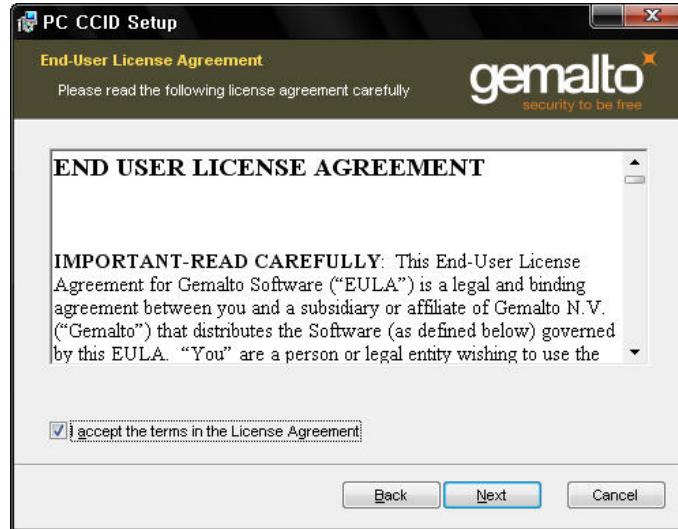 PC CCID Setup
End-User License Agreement
Please read the following license agreement carefully
gemalto
security to be free
END USER LICENSE AGREEMENT
IMPORTANT-READ CAREFULLY: This End-User License
Agreement for Gemalto Software (“EULA”) is a legal and binding
agreement between you and a subsidiary or affiliate of Gemalto N.V.
(“Gemalto”) that distributes the Software (as defined below) governed
by this EULA. “You” are a person or legal entity wishing to use the
I accept the terms in the License Agreement
Back Next Cancel